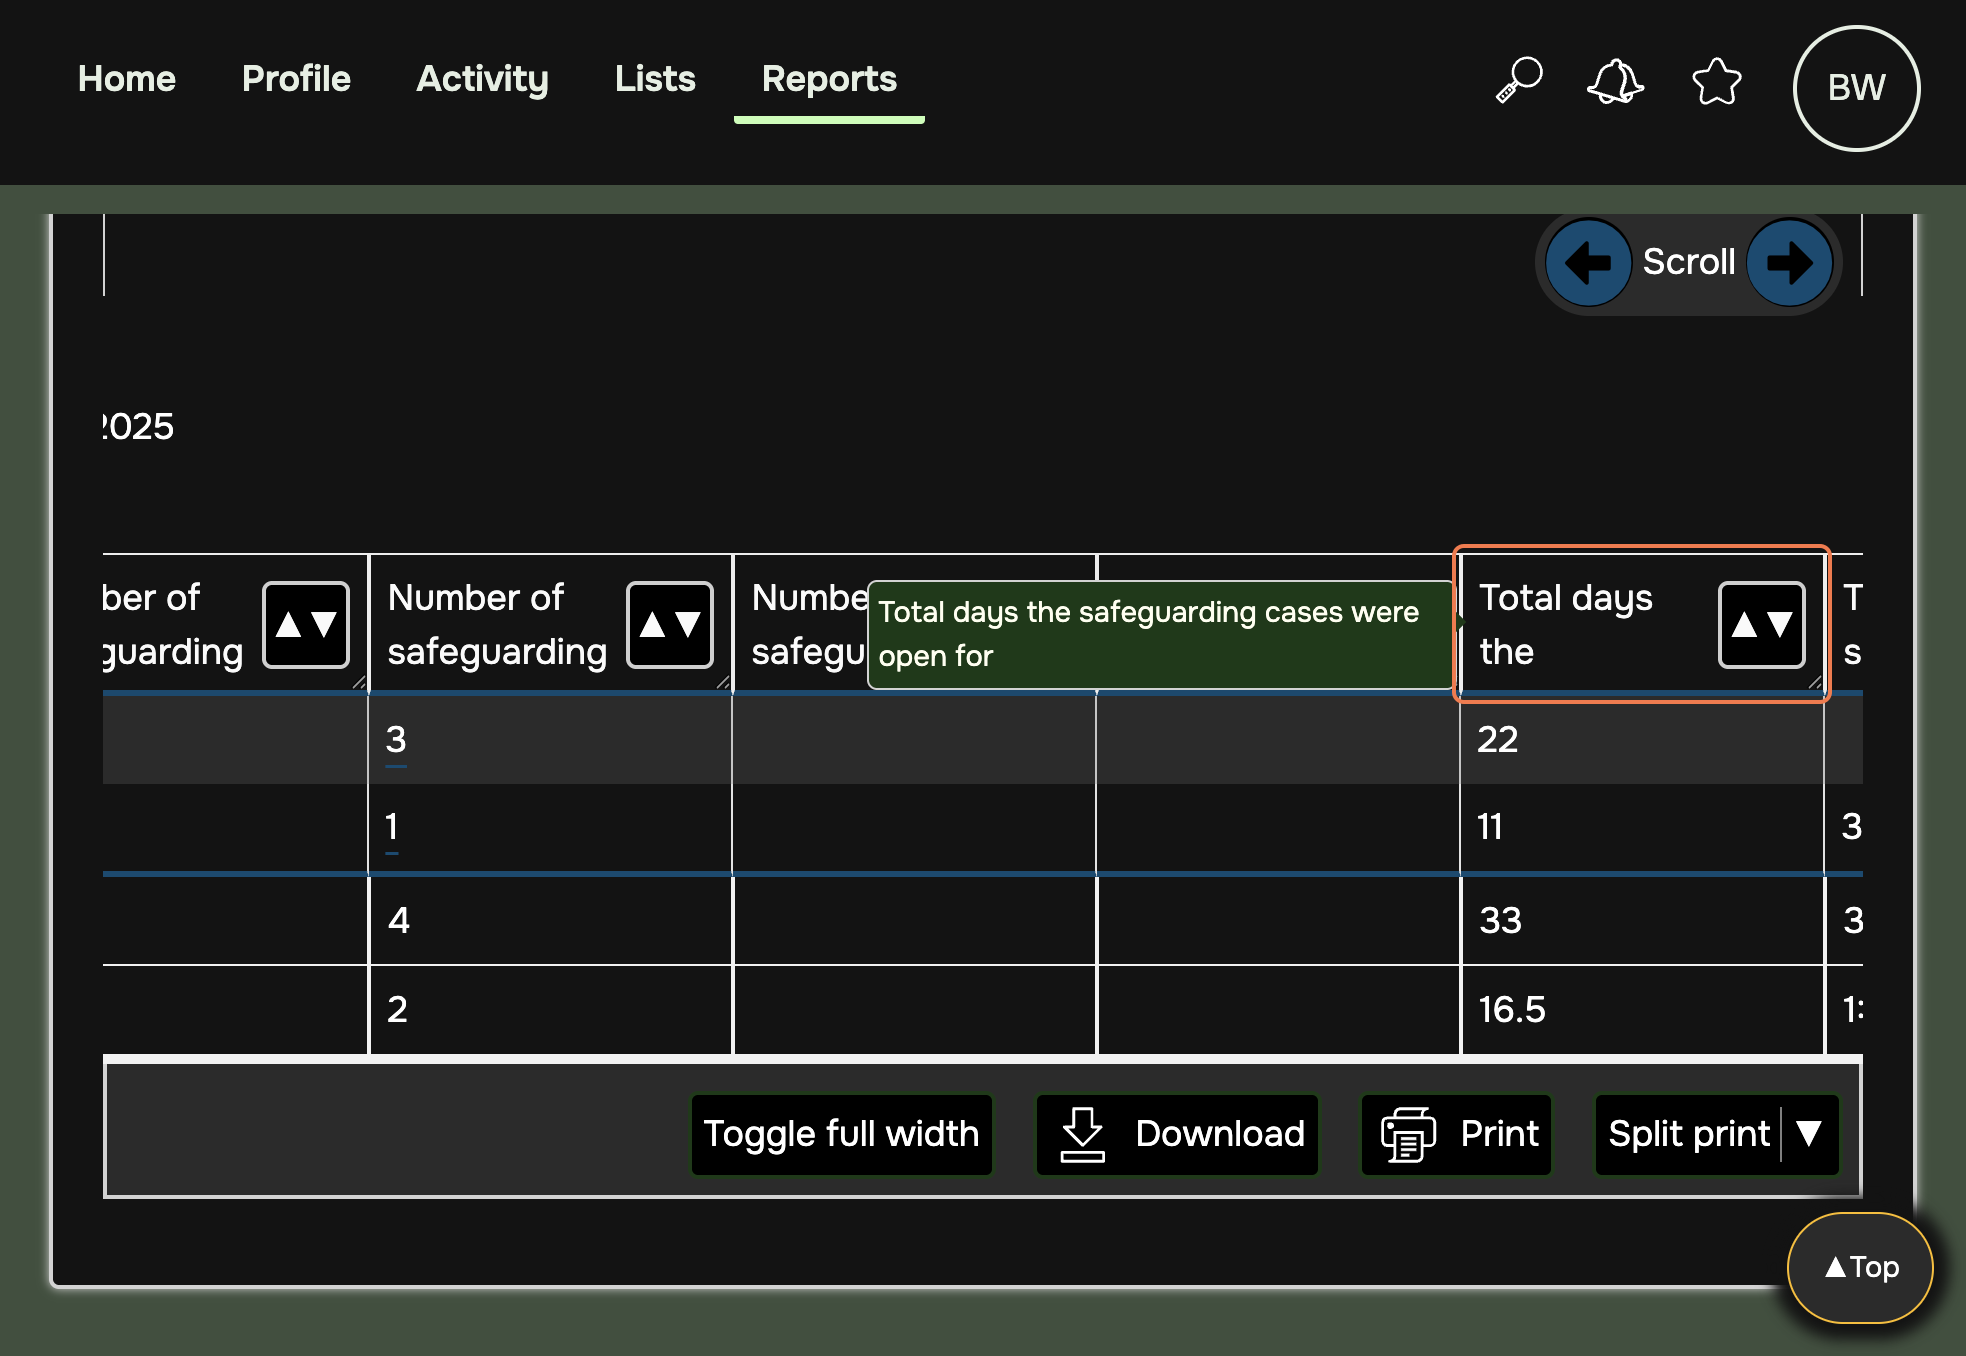 Home Profile Activity Lists Reports BW
Scroll
2025
ber of
guarding
Number of
safeguarding
Numbe
safegu
Total days the safeguarding cases were
open for
Total days
the
T
s
3 22
1 11 3
4 33 3
2 16.5 1:
Toggle full width Download Print Split print
Top